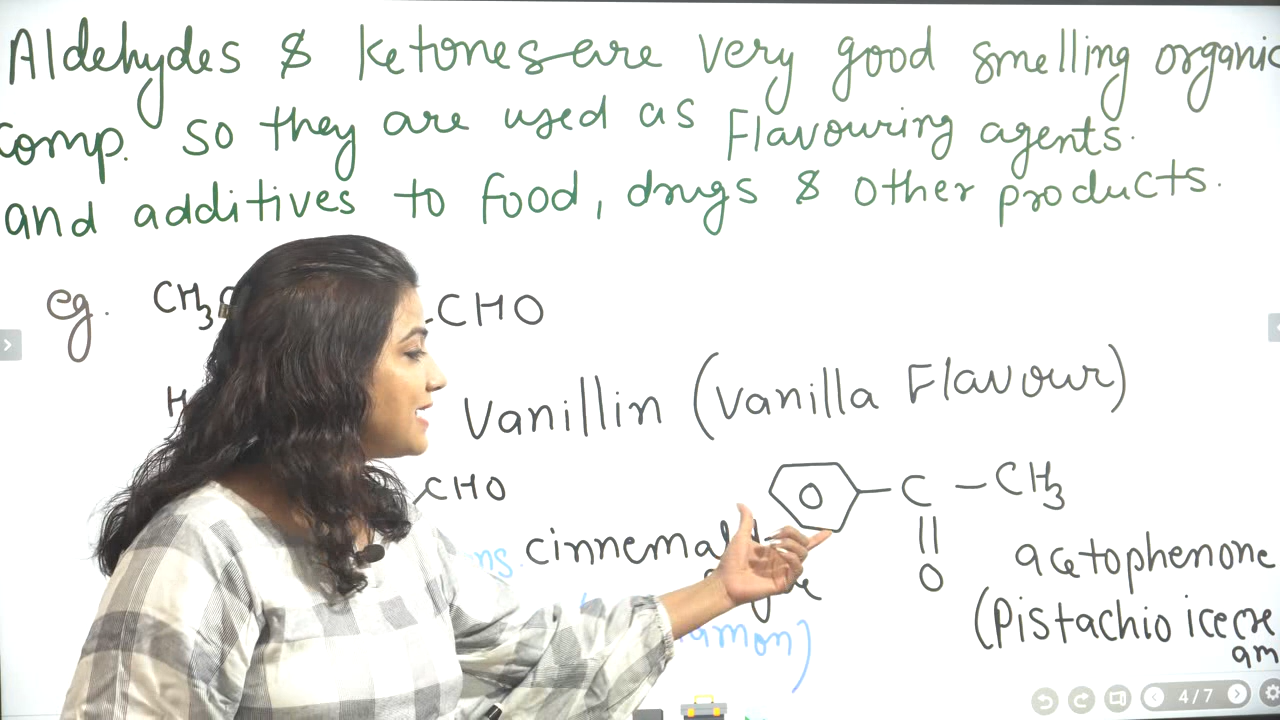 Aldehydes & ketones are very good smelling organic
comp. so they are used as Flavouring agents.
and additives to food, drugs & other products.
eg. CH3 -CHO
H
Vanillin (Vanilla Flavour)
CHO
C - CH3
O
O
cinnemal
acetophenone
(Pistachio icecre
am
4/7